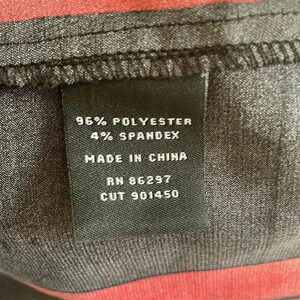 96% POLYESTER
4% SPANDEX
MADE IN CHINA
RN 86297
CUT 901450